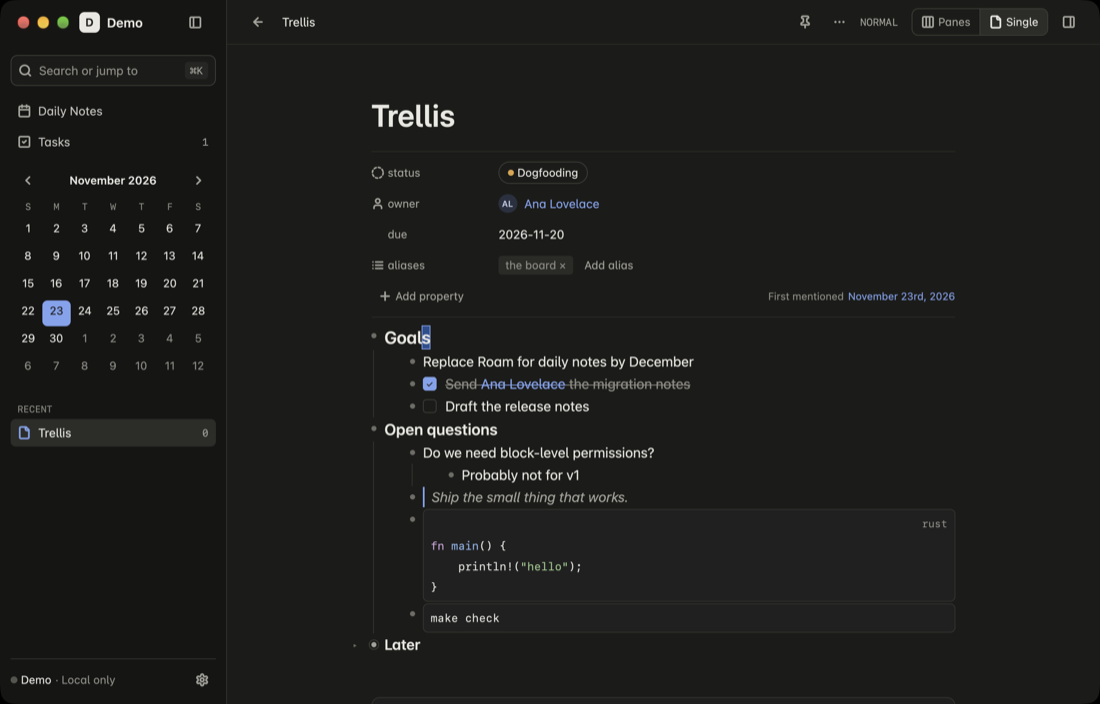 D Demo
Search or jump to ⌘K
Daily Notes
Tasks 1
November 2026
S M T W T F S
1 2 3 4 5 6 7
8 9 10 11 12 13 14
15 16 17 18 19 20 21
22 23 24 25 26 27 28
29 30 1 2 3 4 5
6 7 8 9 10 11 12
RECENT
Trellis 0
Demo · Local only
Trellis
NORMAL
Panes
Single
Trellis
status Dogfooding
owner AL Ana Lovelace
due 2026-11-20
aliases the board × Add alias
+ Add property First mentioned November 23rd, 2026
Goals
Replace Roam for daily notes by December
Send Ana Lovelace the migration notes
Draft the release notes
Open questions
Do we need block-level permissions?
Probably not for v1
Ship the small thing that works.
rust
fn main() {
    println!("hello");
}
make check
Later